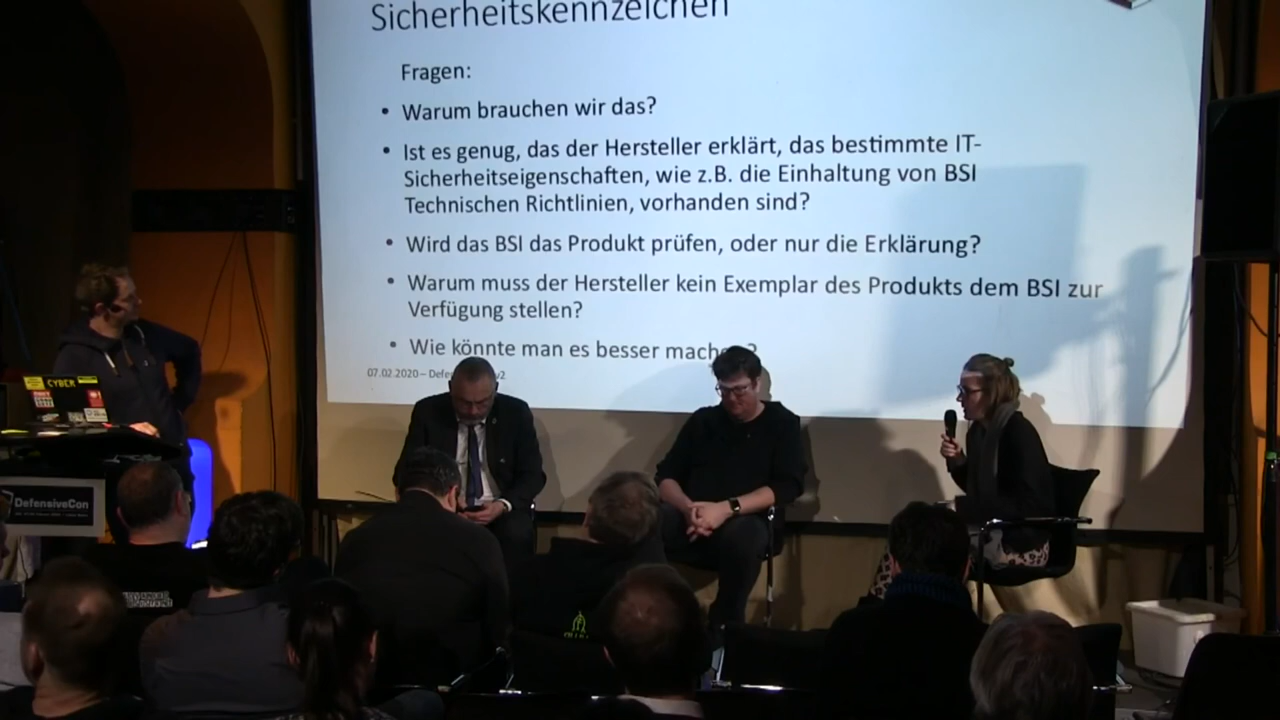 Sicherheitskennzeichen
Fragen:
• Warum brauchen wir das?
• Ist es genug, das der Hersteller erklärt, das bestimmte IT-
Sicherheitseigenschaften, wie z.B. die Einhaltung von BSI
Technischen Richtlinien, vorhanden sind?
• Wird das BSI das Produkt prüfen, oder nur die Erklärung?
• Warum muss der Hersteller kein Exemplar des Produkts dem BSI zur
Verfügung stellen?
• Wie könnte man es besser mache ?
07.02.2020 – Defe v2
CYBER
DefensiveCon